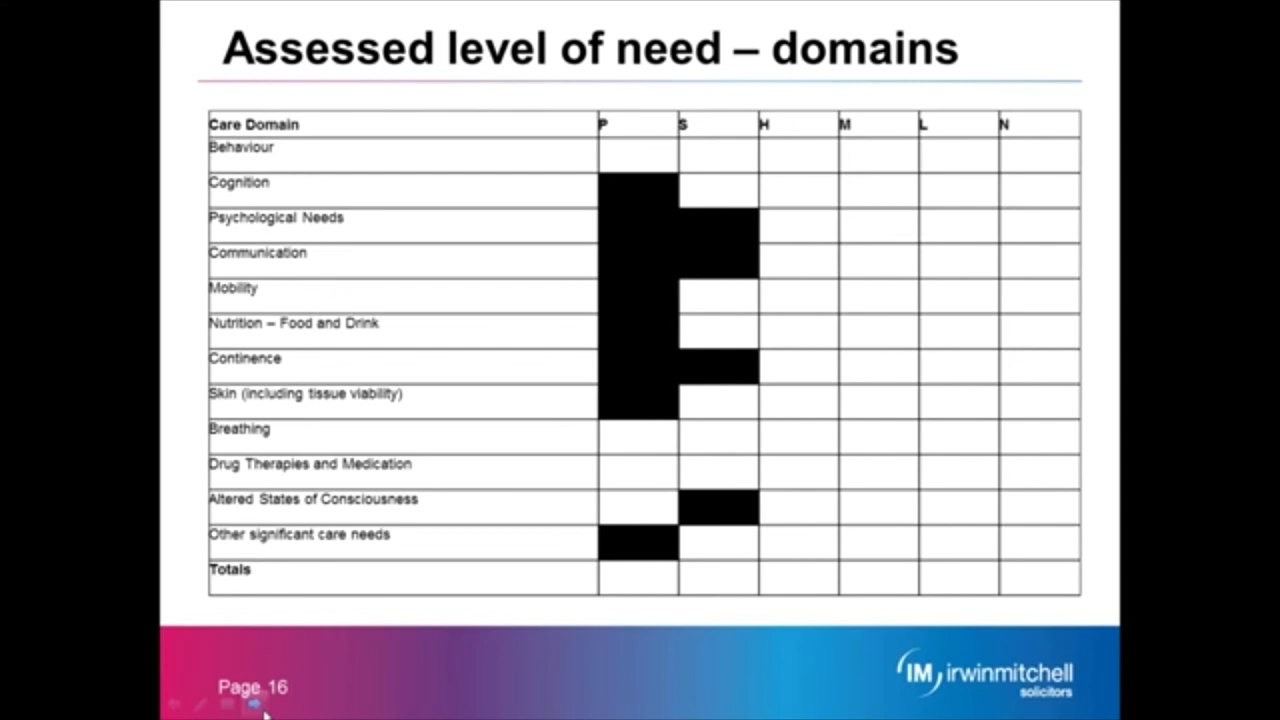 Assessed level of need – domains
Care Domain P S H M L N
Behaviour
Cognition
Psychological Needs
Communication
Mobility
Nutrition – Food and Drink
Continence
Skin (including tissue viability)
Breathing
Drug Therapies and Medication
Altered States of Consciousness
Other significant care needs
Totals
Page 16
IM irwinmitchell
solicitors